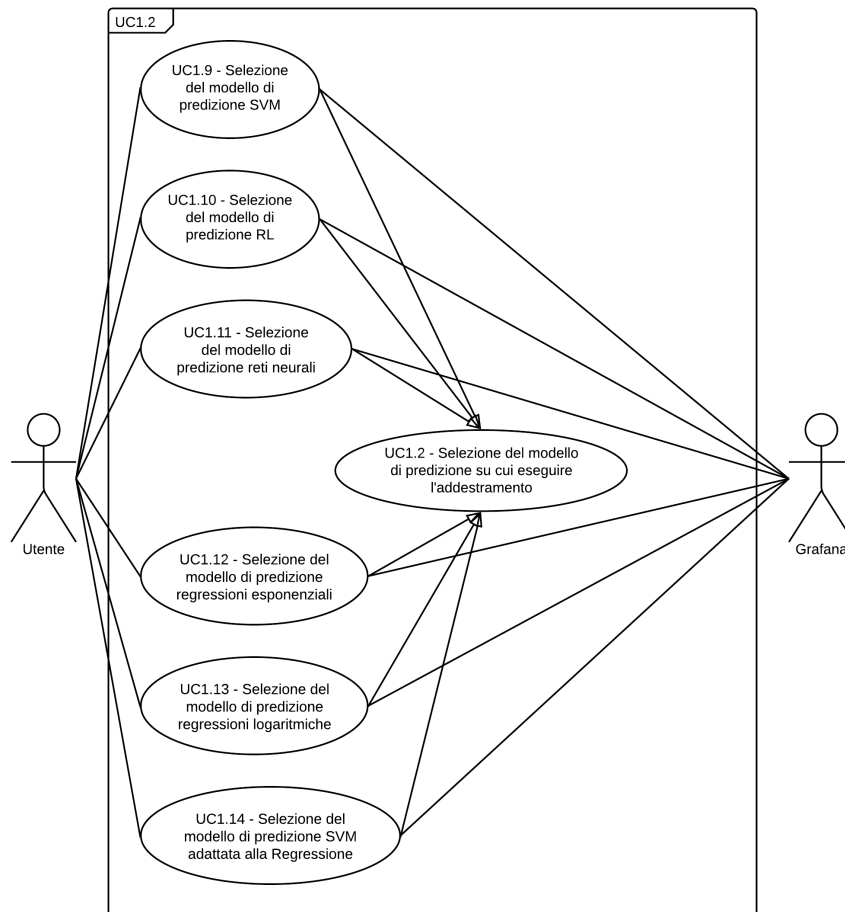 UC1.2
UC1.9 - Selezione
del modello di
predizione SVM
UC1.10 - Selezione
del modello di
predizione RL
UC1.11 - Selezione
del modello di
predizione reti neurali
UC1.2 - Selezione del modello
di predizione su cui eseguire
l'addestramento
Utente
Grafana
UC1.12 - Selezione del
modello di predizione
regressioni esponenziali
UC1.13 - Selezione del
modello di predizione
regressioni logaritmiche
UC1.14 - Selezione del
modello di predizione SVM
adattata alla Regressione